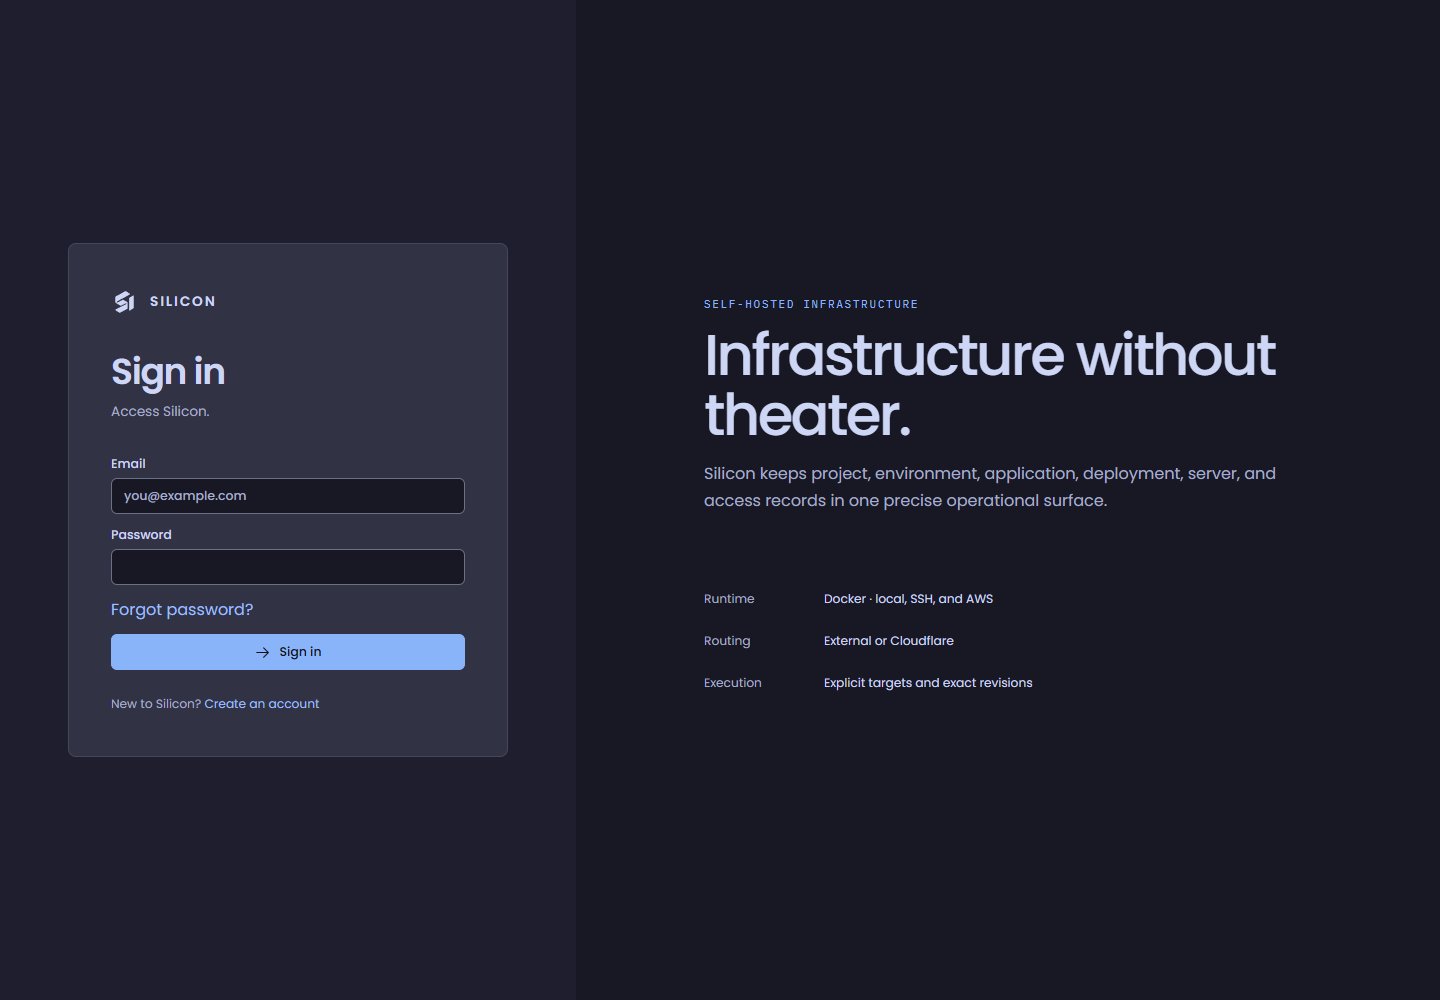 SILICON
Sign in
Access Silicon.
Email
you@example.com
Password
Forgot password?
Sign in
New to Silicon? Create an account
SELF-HOSTED INFRASTRUCTURE
Infrastructure without
theater.
Silicon keeps project, environment, application, deployment, server, and
access records in one precise operational surface.
Runtime Docker · local, SSH, and AWS
Routing External or Cloudflare
Execution Explicit targets and exact revisions